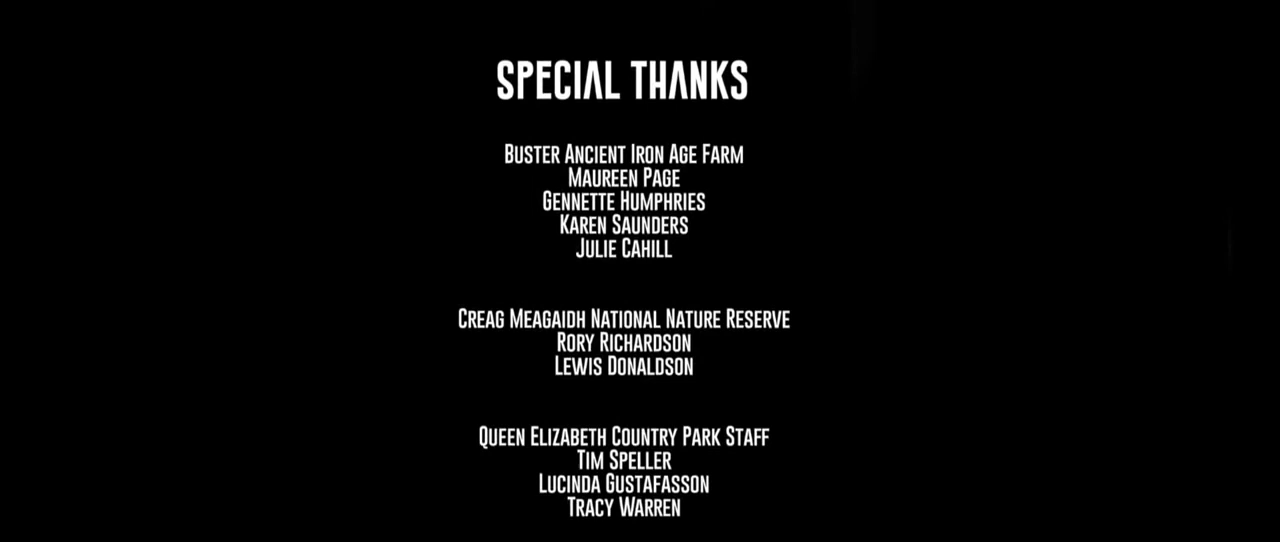 SPECIAL THANKS
BUSTER ANCIENT IRON AGE FARM
MAUREEN PAGE
GENNETTE HUMPHRIES
KAREN SAUNDERS
JULIE CAHILL
CREAG MEAGAIDH NATIONAL NATURE RESERVE
RORY RICHARDSON
LEWIS DONALDSON
QUEEN ELIZABETH COUNTRY PARK STAFF
TIM SPELLER
LUCINDA GUSTAFASSON
TRACY WARREN